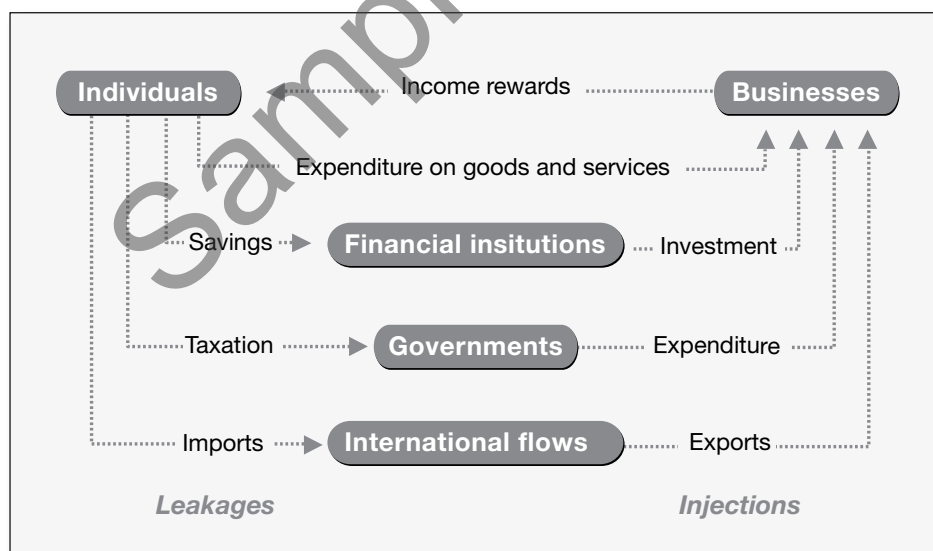 Individuals
Income rewards
Businesses
Expenditure on goods and services
Savings
Financial insitutions
Investment
Taxation
Governments
Expenditure
Imports
International flows
Exports
Leakages
Injections
Sampl